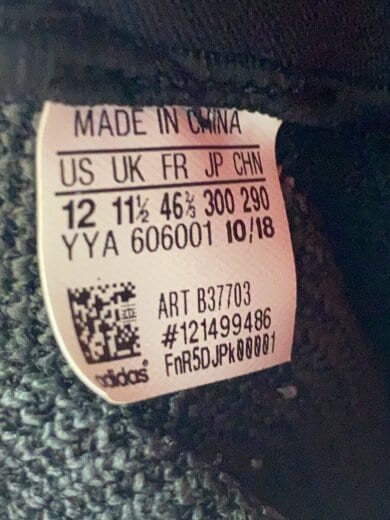 MADE IN CHINA
US UK FR JP CHN
12 11½ 46⅔ 300 290
YYA 606001 10/18
ART B37703
#121499486
FnR5DJPk00001
adidas®